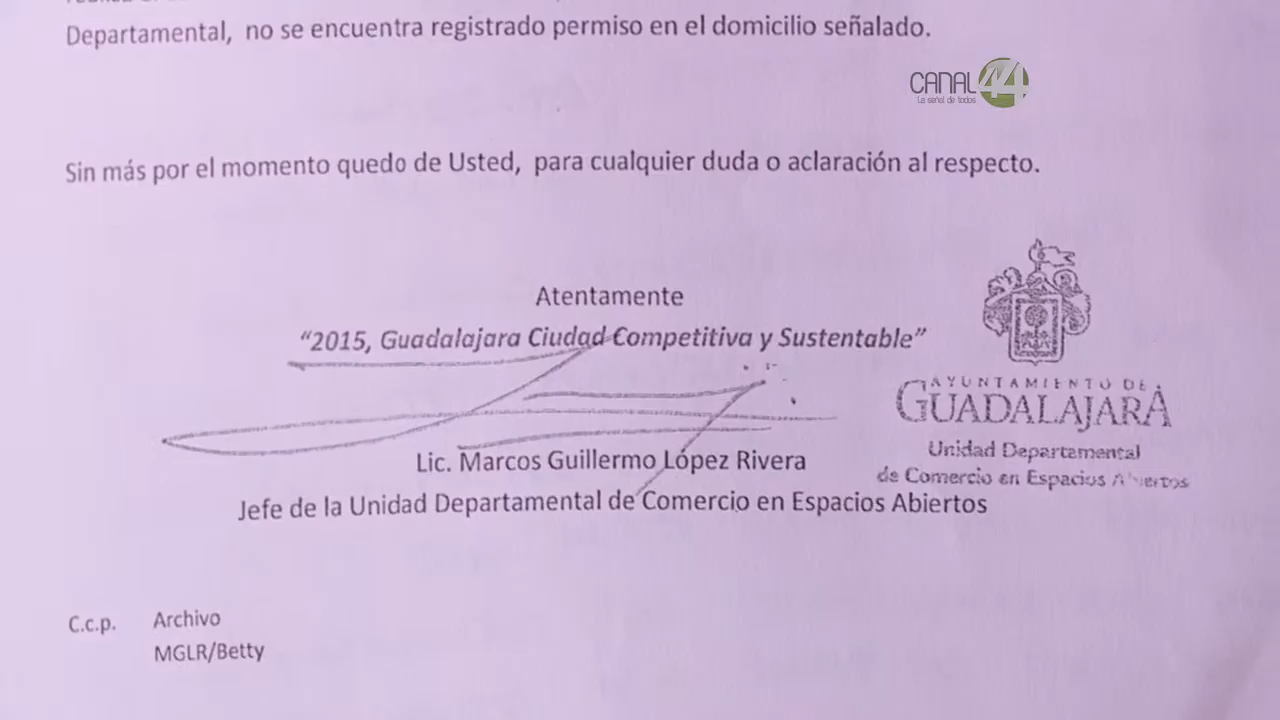 Departamental, no se encuentra registrado permiso en el domicilio señalado.
CANAL 44
La señal de todos
Sin más por el momento quedo de Usted, para cualquier duda o aclaración al respecto.
Atentamente
“2015, Guadalajara Ciudad Competitiva y Sustentable”
AYUNTAMIENTO DE
GUADALAJARA
Unidad Departamental
de Comercio en Espacios Abiertos
Lic. Marcos Guillermo López Rivera
Jefe de la Unidad Departamental de Comercio en Espacios Abiertos
C.c.p. Archivo
MGLR/Betty